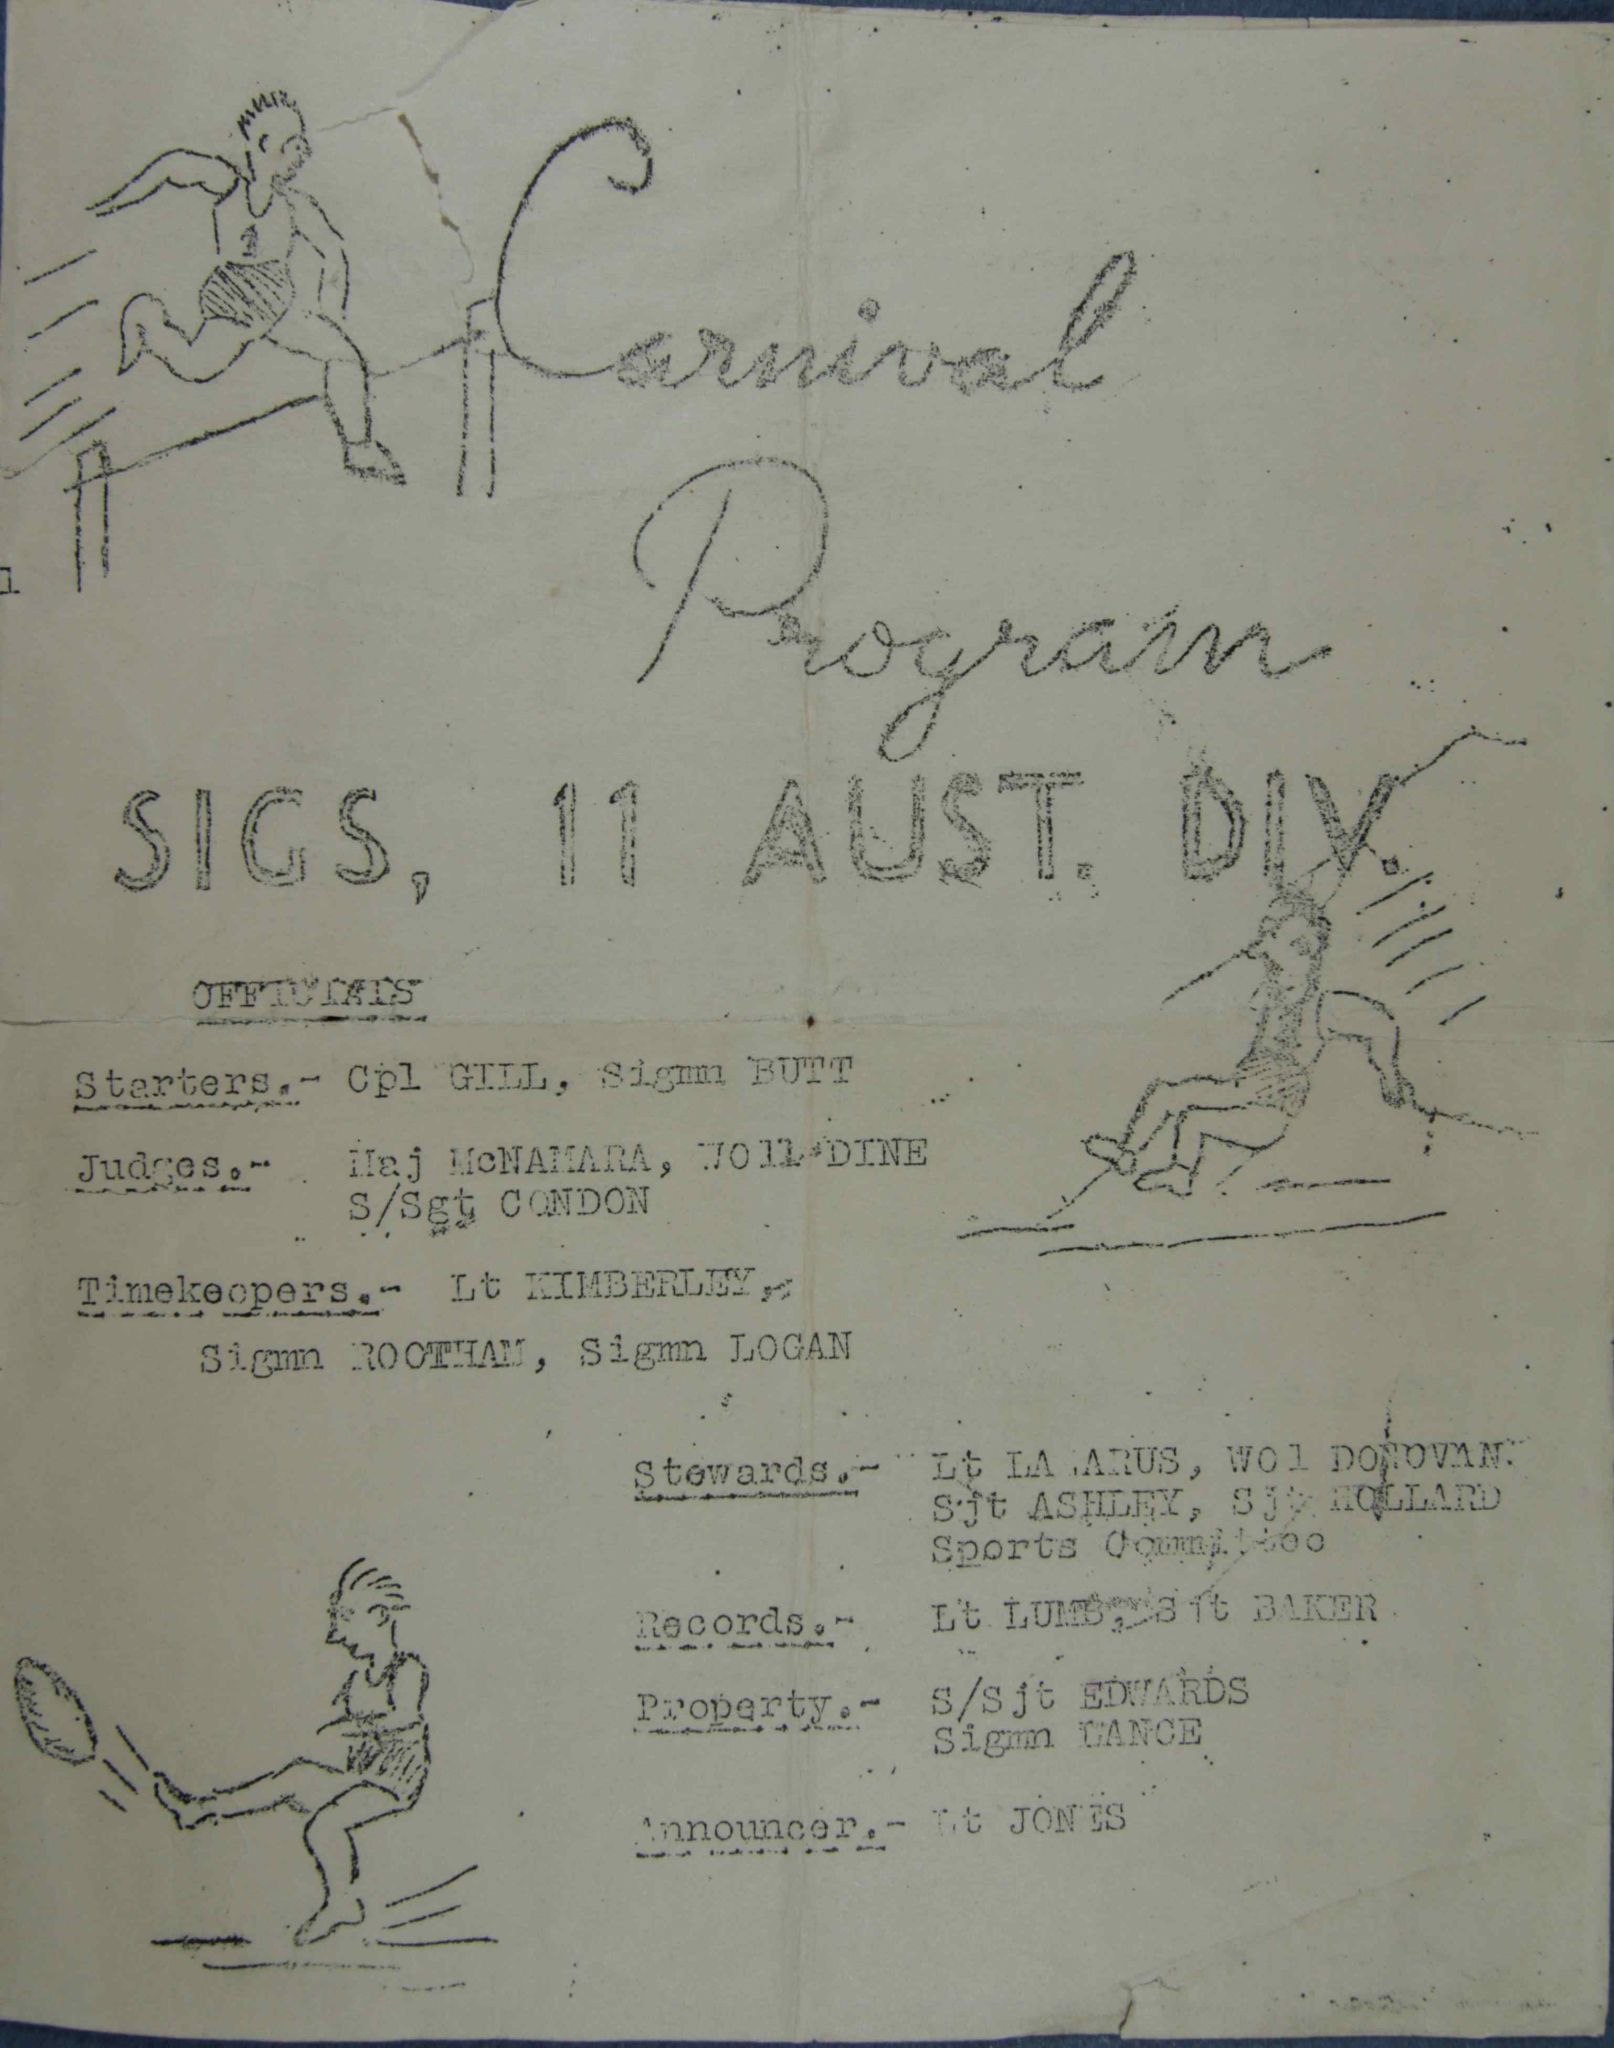 Carnival
Program
SIGS, 11 AUST. DIV.
OFFICIALS
Starters.- Cpl GILL, Sigmn BUTT
Judges.- Maj McNAMARA, WO11 DINE
S/Sgt CONDON
Timekeepers.- Lt KIMBERLEY,
Sigmn ROOTHAM, Sigmn LOGAN
Stewards.- Lt LAZARUS, WO1 DONOVAN.
Sjt ASHLEY, Sjt HOLLARD
Sports Committee
Records.- Lt LUMB, Sjt BAKER
Property.- S/Sjt EDWARDS
Sigmn LANCE
Announcer.- Lt JONES